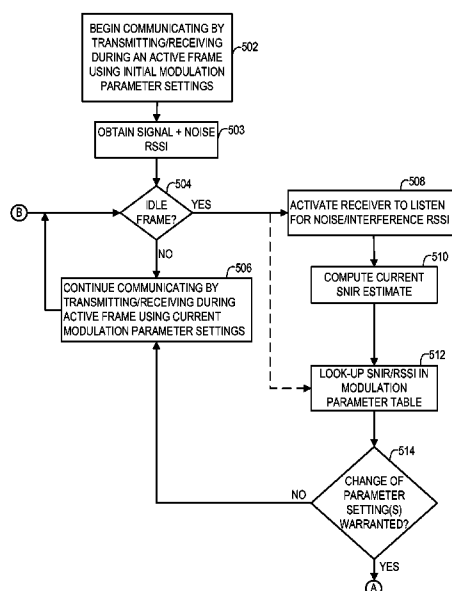 BEGIN COMMUNICATING BY
TRANSMITTING/RECEIVING
DURING AN ACTIVE FRAME
USING INITIAL MODULATION
PARAMETER SETTINGS
502
OBTAIN SIGNAL + NOISE
RSSI
503
504
IDLE
FRAME?
B
YES
NO
506
CONTINUE COMMUNICATING BY
TRANSMITTING/RECEIVING DURING
ACTIVE FRAME USING CURRENT
MODULATION PARAMETER SETTINGS
508
ACTIVATE RECEIVER TO LISTEN
FOR NOISE/INTERFERENCE RSSI
510
COMPUTE CURRENT
SNIR ESTIMATE
512
LOOK-UP SNIR/RSSI IN
MODULATION
PARAMETER TABLE
514
CHANGE OF
PARAMETER
SETTING(S)
WARRANTED?
NO
YES
A